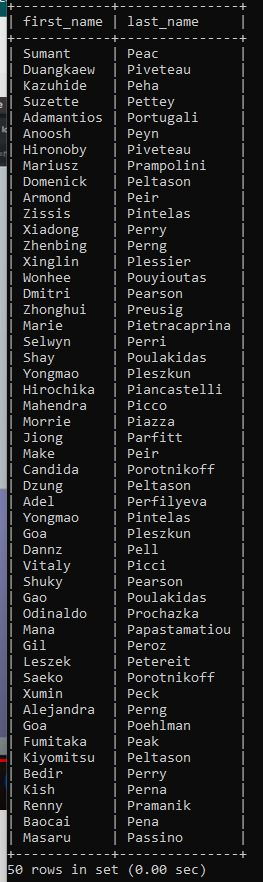 +------------+---------------+
| first_name | last_name     |
+------------+---------------+
| Sumant     | Peac          |
| Duangkaew  | Piveteau      |
| Kazuhide   | Peha          |
| Suzette    | Pettey        |
| Adamantios | Portugali     |
| Anoosh     | Peyn          |
| Hironoby   | Piveteau      |
| Mariusz    | Prampolini    |
| Domenick   | Peltason      |
| Armond     | Peir          |
| Zissis     | Pintelas      |
| Xiadong    | Perry         |
| Zhenbing   | Perng         |
| Xinglin    | Plessier      |
| Wonhee     | Pouyioutas    |
| Dmitri     | Pearson       |
| Zhonghui   | Preusig       |
| Marie      | Pietracaprina |
| Selwyn     | Perri         |
| Shay       | Poulakidas    |
| Yongmao    | Pleszkun      |
| Hirochika  | Piancastelli  |
| Mahendra   | Picco         |
| Morrie     | Piazza        |
| Jiong      | Parfitt       |
| Make       | Peir          |
| Candida    | Porotnikoff   |
| Dzung      | Peltason      |
| Adel       | Perfilyeva    |
| Yongmao    | Pintelas      |
| Goa        | Pleszkun      |
| Dannz      | Pell          |
| Vitaly     | Picci         |
| Shuky      | Pearson       |
| Gao        | Poulakidas    |
| Odinaldo   | Prochazka     |
| Mana       | Papastamatiou |
| Gil        | Peroz         |
| Leszek     | Petereit      |
| Saeko      | Porotnikoff   |
| Xumin      | Peck          |
| Alejandra  | Perng         |
| Goa        | Poehlman      |
| Fumitaka   | Peak          |
| Kiyomitsu  | Peltason      |
| Bedir      | Perry         |
| Kish       | Perna         |
| Renny      | Pramanik      |
| Baocai     | Pena          |
| Masaru     | Passino       |
+------------+---------------+
50 rows in set (0.00 sec)